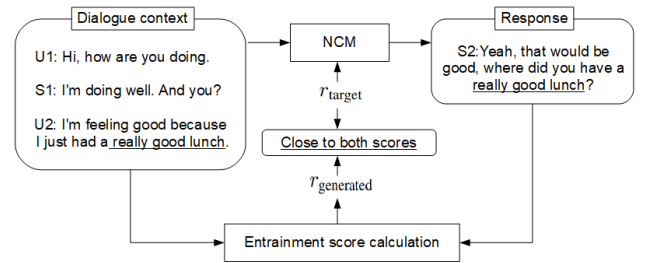 Dialogue context
U1: Hi, how are you doing.
S1: I'm doing well. And you?
U2: I'm feeling good because
I just had a really good lunch.
NCM
r_target
Close to both scores
r_generated
Response
S2:Yeah, that would be
good, where did you have a
really good lunch?
Entrainment score calculation